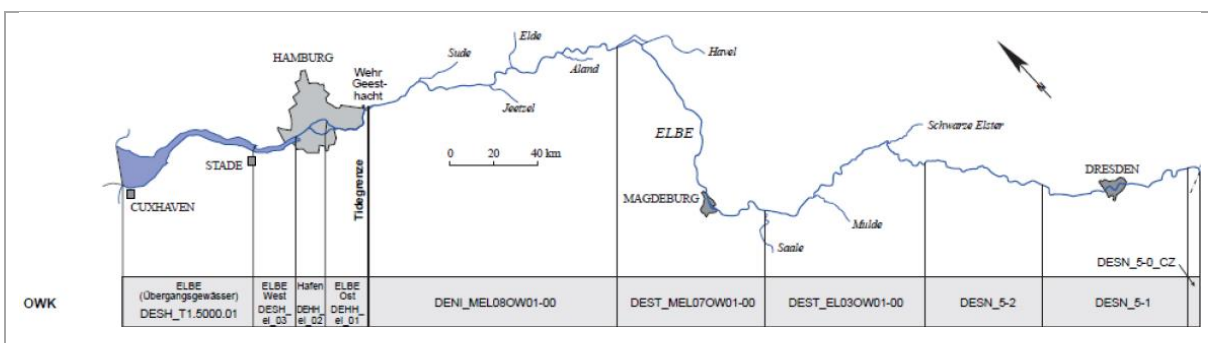 HAMBURG
Wehr
Geest-
hacht
Sude
Elde
Aland
Jeetzel
Havel
ELBE
0 20 40 km
STADE
CUXHAVEN
Tidegrenze
MAGDEBURG
Saale
Mulde
Schwarze Elster
DRESDEN
DESN_5-0_CZ
OWK
ELBE
(Übergangsgewässer)
DESH_T1.5000.01
ELBE
West
DESH_
el_03
Hafen
DEHH_
el_02
ELBE
Ost
DEHH_
el_01
DENI_MEL08OW01-00
DEST_MEL07OW01-00
DEST_EL03OW01-00
DESN_5-2
DESN_5-1